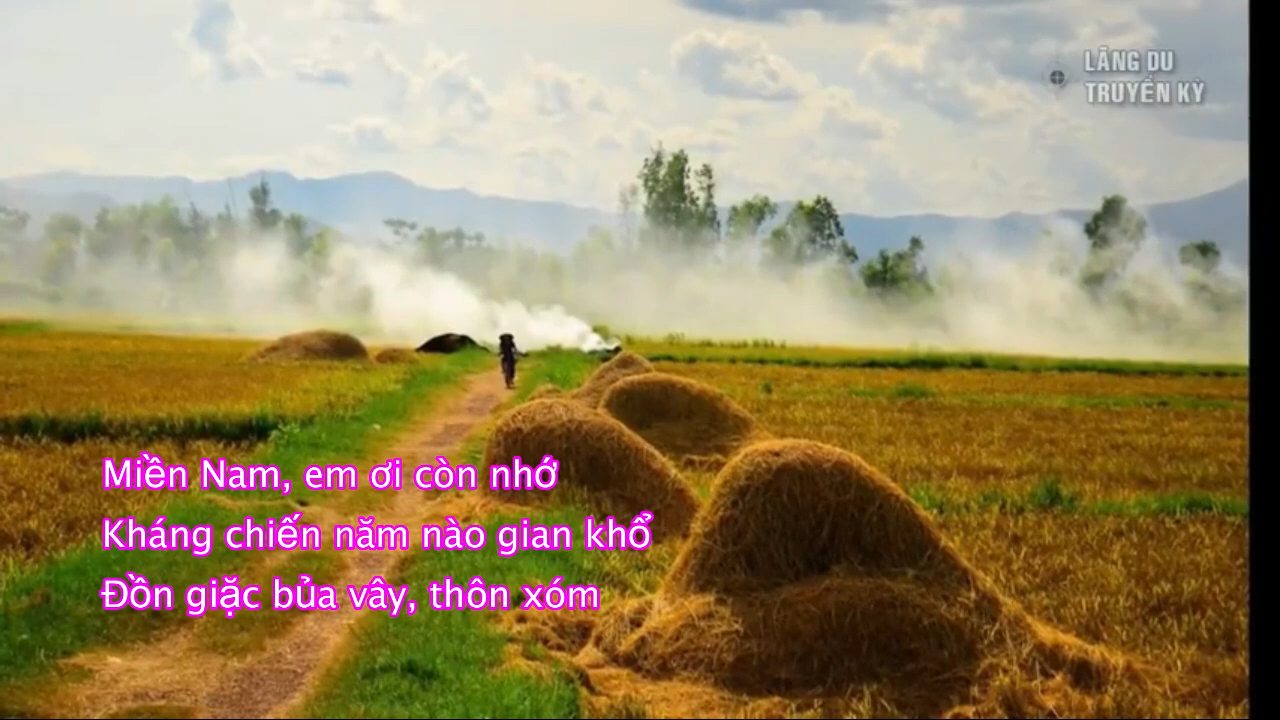 LÃNG DU
TRUYỀN KỲ
Miền Nam, em ơi còn nhớ
Kháng chiến năm nào gian khổ
Đồn giặc bủa vây, thôn xóm